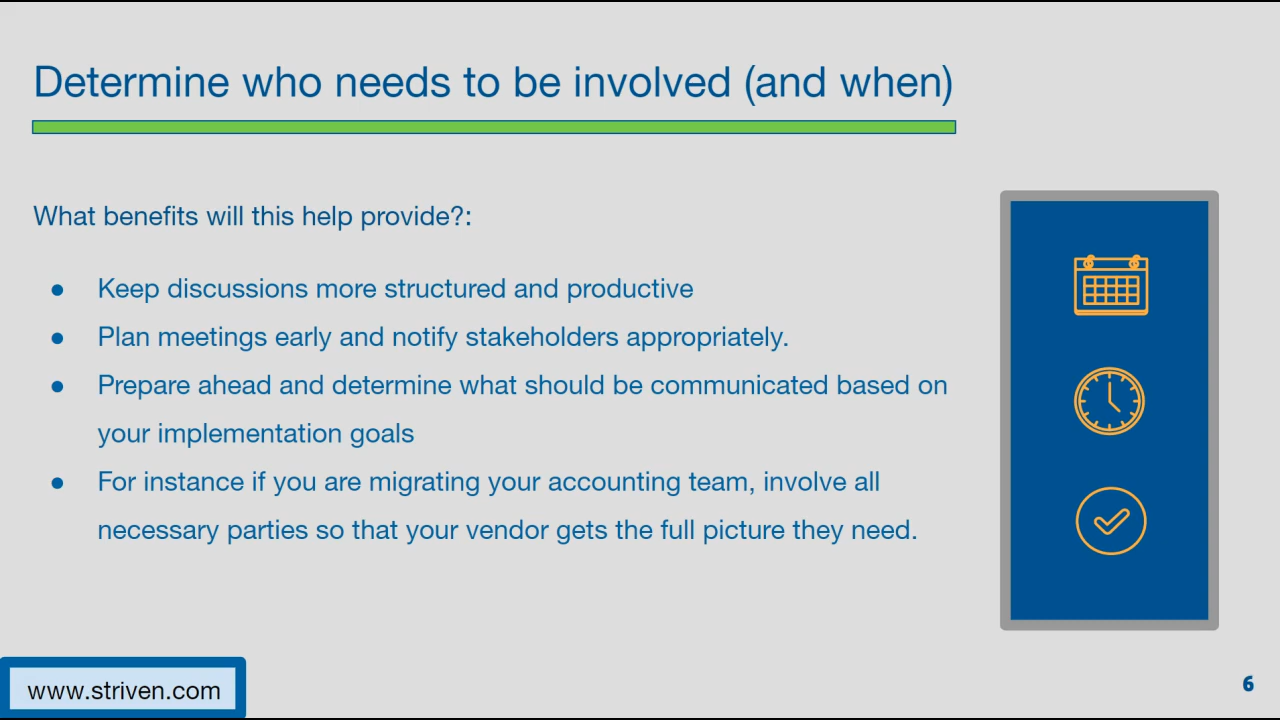 Determine who needs to be involved (and when)
What benefits will this help provide?:
● Keep discussions more structured and productive
● Plan meetings early and notify stakeholders appropriately.
● Prepare ahead and determine what should be communicated based on
your implementation goals
● For instance if you are migrating your accounting team, involve all
necessary parties so that your vendor gets the full picture they need.
www.striven.com
6